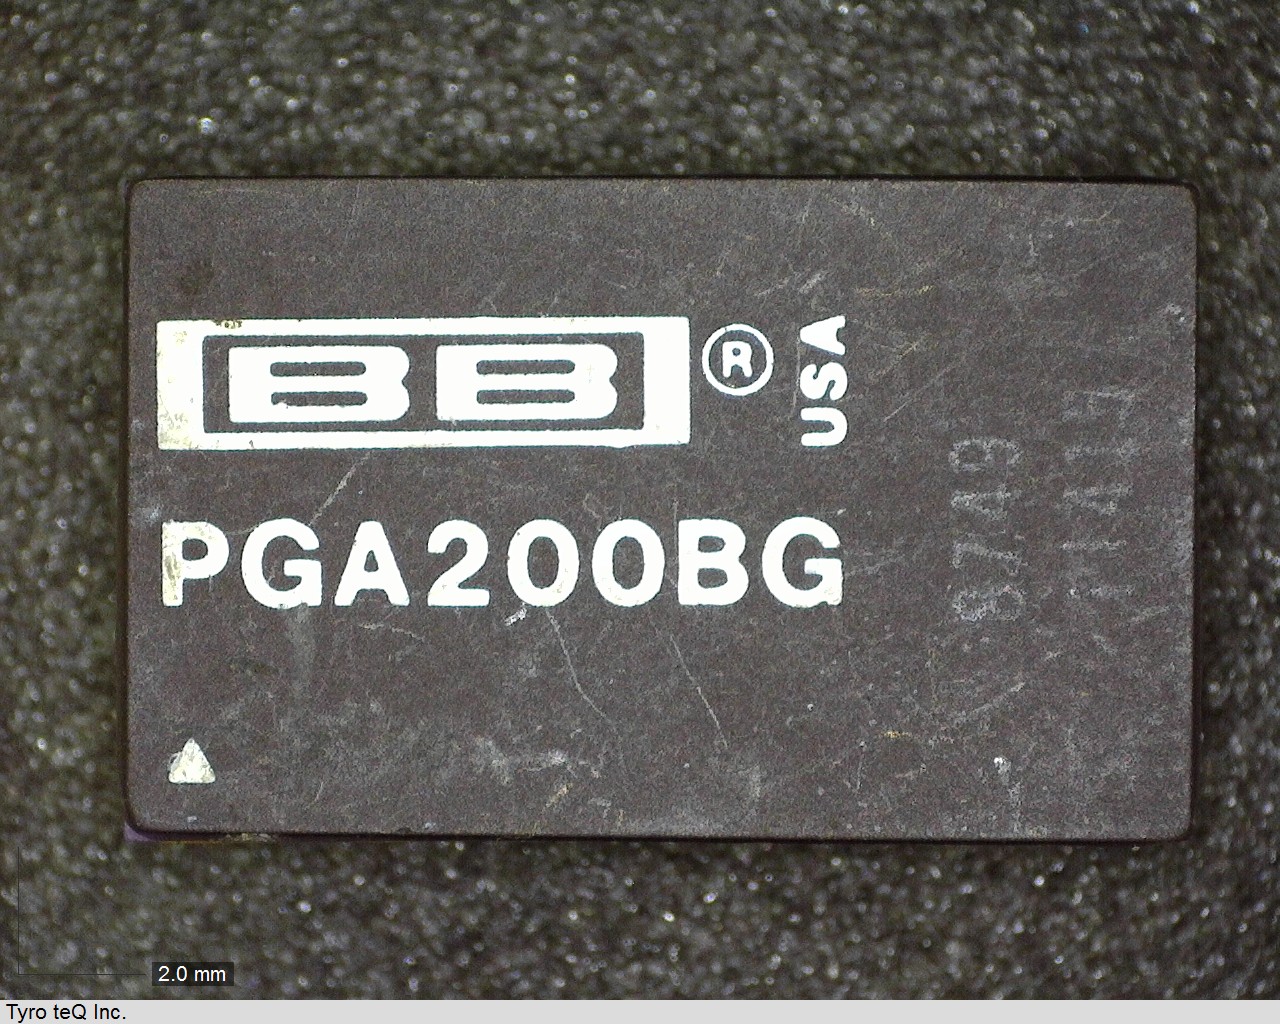 BB ® USA
PGA200BG
8749
2.0 mm
Tyro teQ Inc.